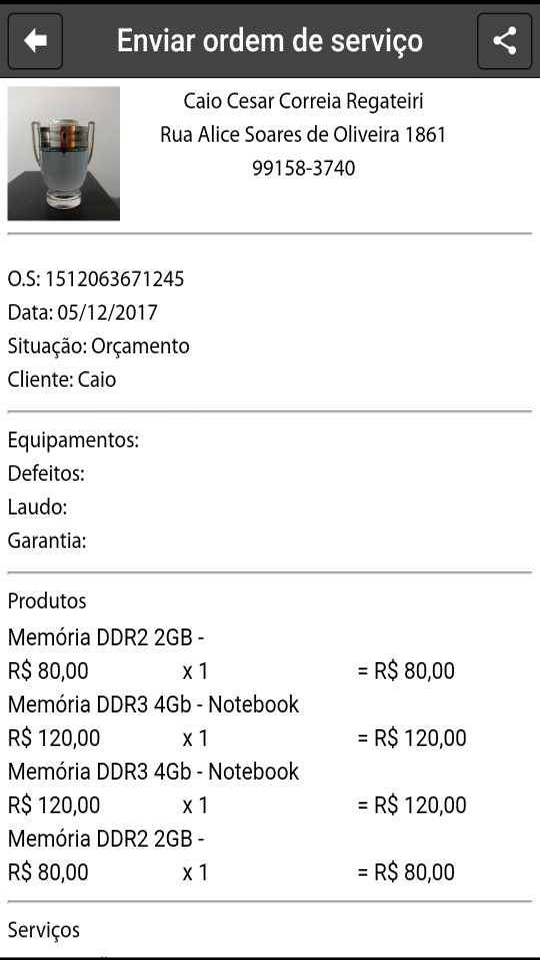 Enviar ordem de serviço
Caio Cesar Correia Regateiri
Rua Alice Soares de Oliveira 1861
99158-3740
O.S: 1512063671245
Data: 05/12/2017
Situação: Orçamento
Cliente: Caio
Equipamentos:
Defeitos:
Laudo:
Garantia:
Produtos
Memória DDR2 2GB -
R$ 80,00 x 1 = R$ 80,00
Memória DDR3 4Gb - Notebook
R$ 120,00 x 1 = R$ 120,00
Memória DDR3 4Gb - Notebook
R$ 120,00 x 1 = R$ 120,00
Memória DDR2 2GB -
R$ 80,00 x 1 = R$ 80,00
Serviços